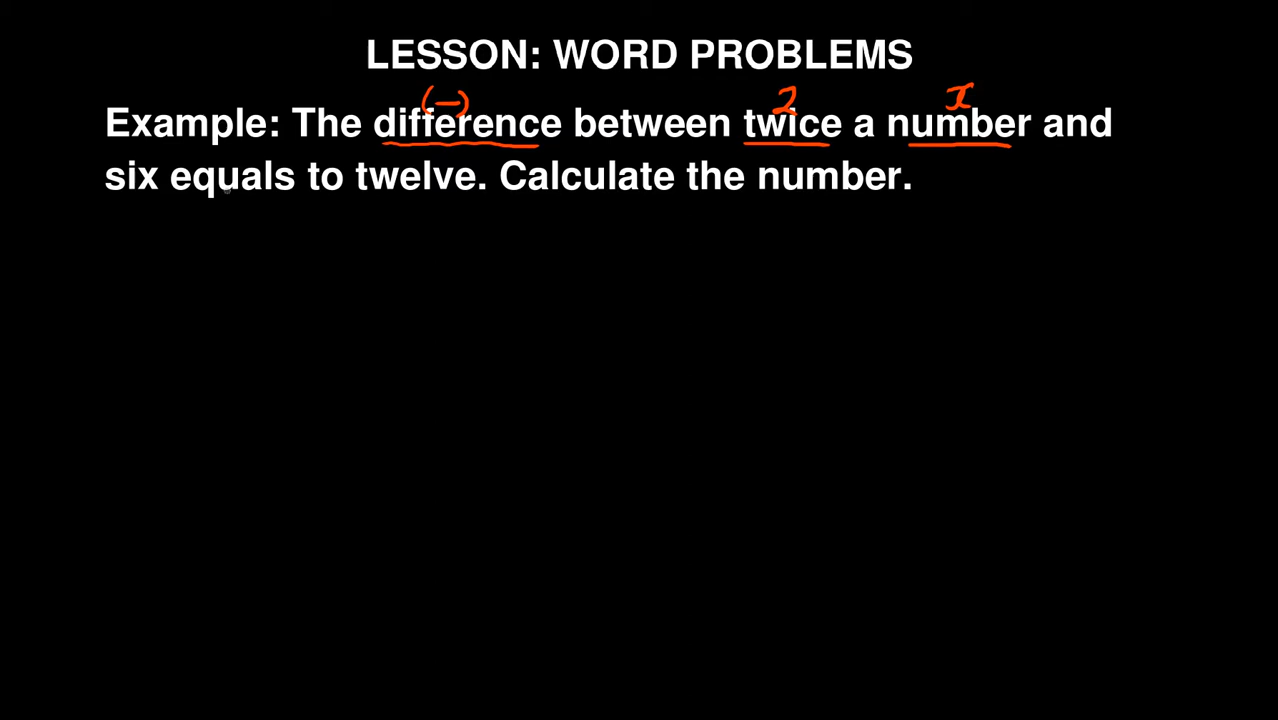 LESSON: WORD PROBLEMS
(−) 2 x
Example: The difference between twice a number and
six equals to twelve. Calculate the number.